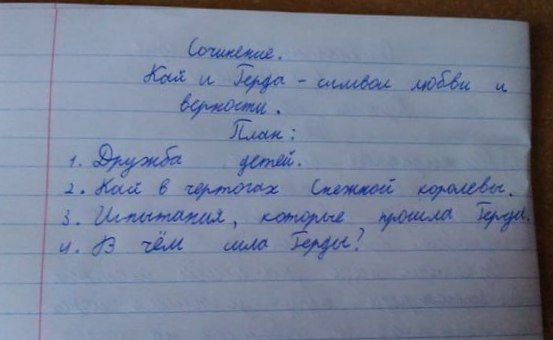 Сочинение.
Кай и Герда - символ любви и
верности.
План:
1. Дружба детей.
2. Кай в чертогах Снежной королевы.
3. Испытания, которые прошла Герда.
4. В чём сила Герды?